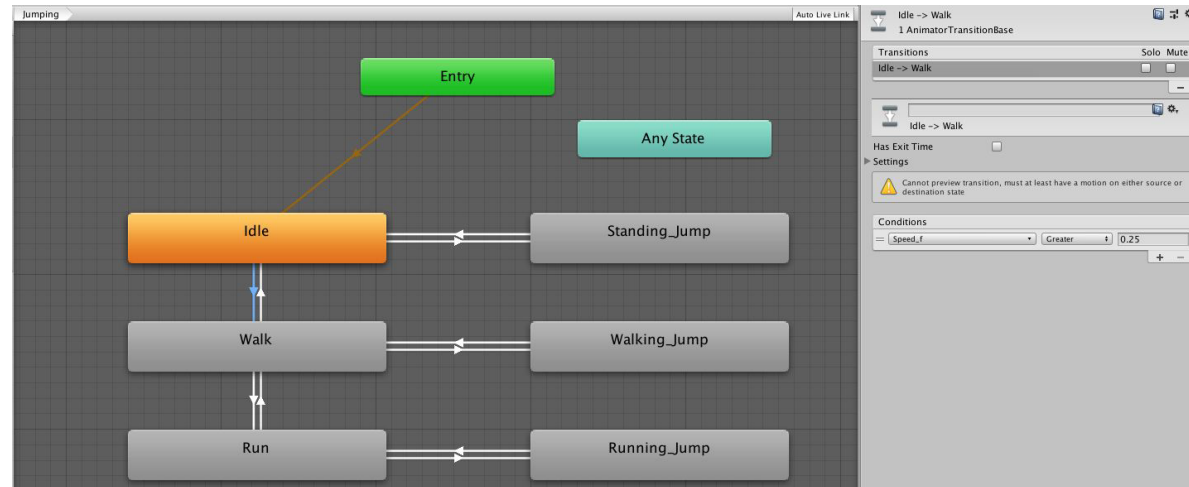 Jumping
Auto Live Link
Entry
Any State
Idle
Standing_Jump
Walk
Walking_Jump
Run
Running_Jump
Idle -> Walk
1 AnimatorTransitionBase
Transitions Solo Mute
Idle -> Walk
Idle -> Walk
Has Exit Time
Settings
Cannot preview transition, must at least have a motion on either source or
destination state
Conditions
= Speed_f Greater 0.25
+ −